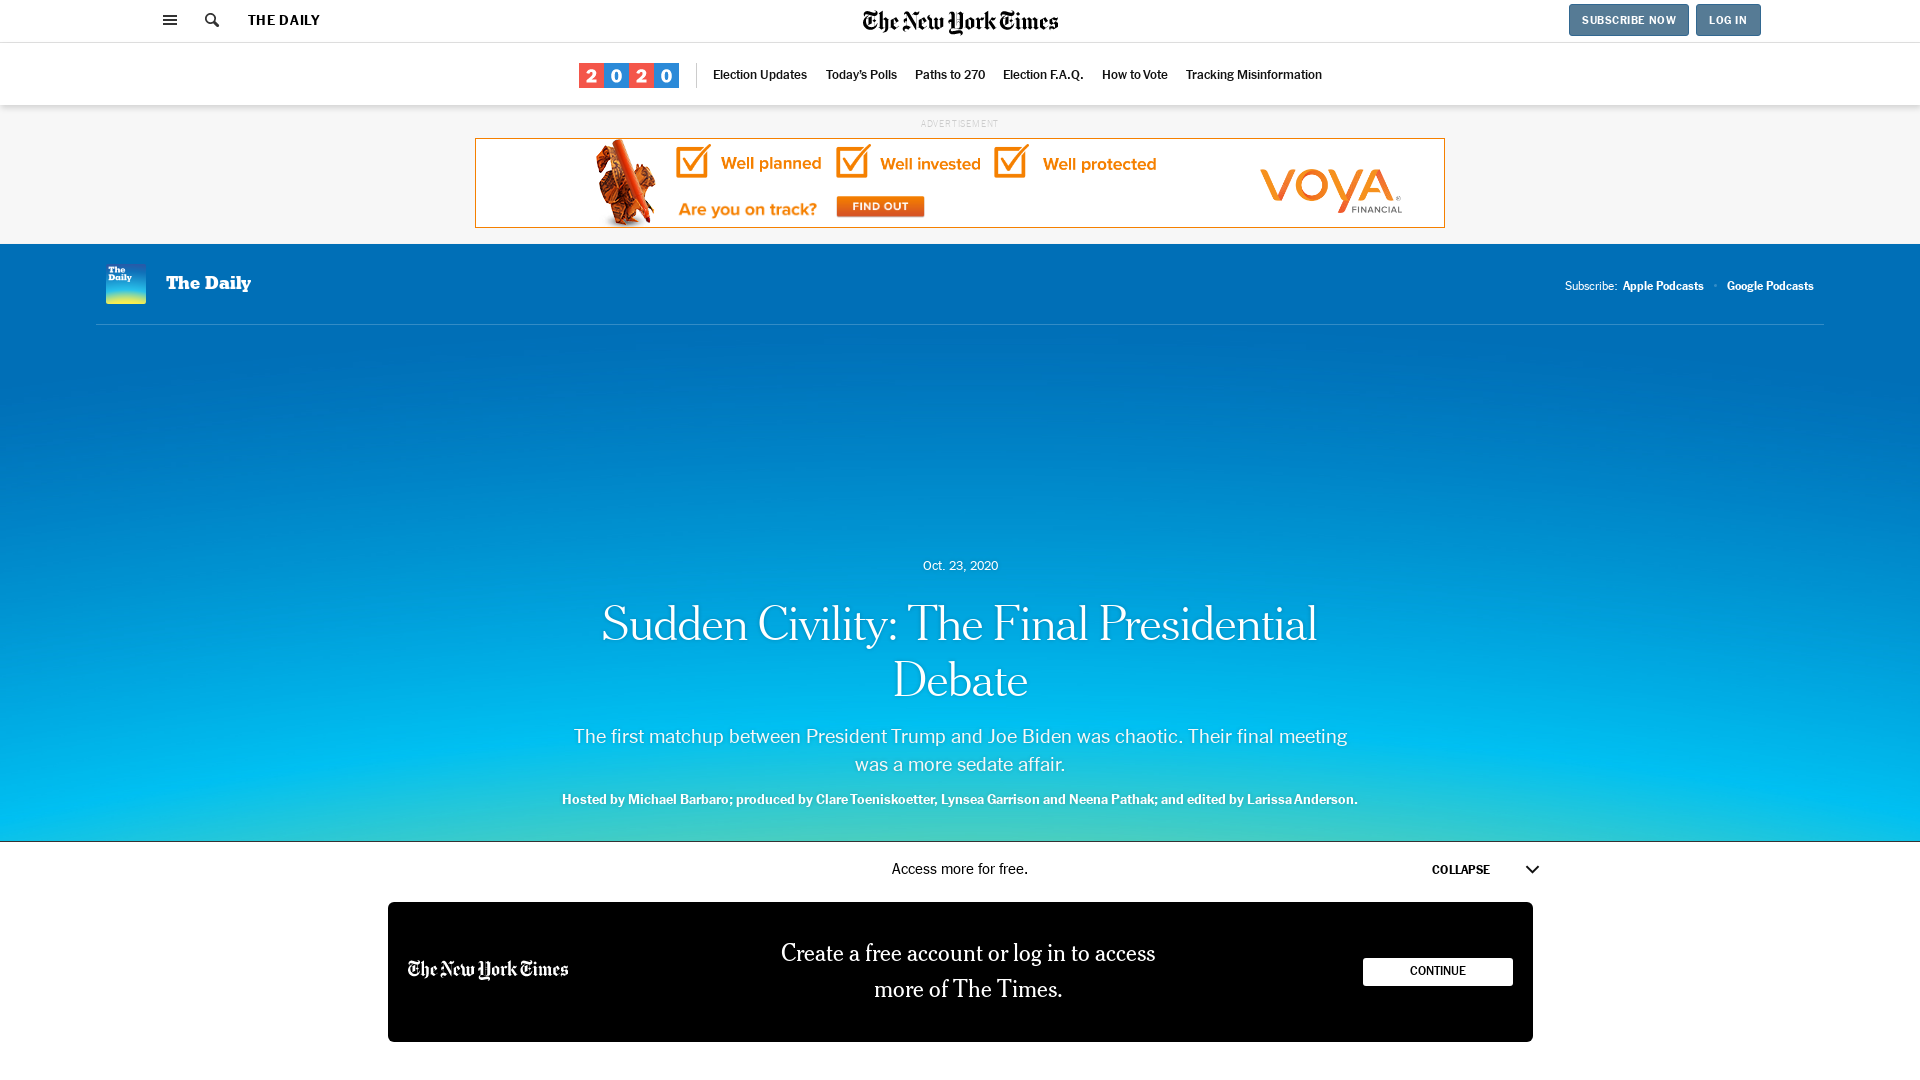 THE DAILY
The New York Times
SUBSCRIBE NOW
LOG IN
2020
Election Updates
Today's Polls
Paths to 270
Election F.A.Q.
How to Vote
Tracking Misinformation
ADVERTISEMENT
Well planned
Well invested
Well protected
Are you on track?
FIND OUT
VOYA®
FINANCIAL
The
Daily
The Daily
Subscribe: Apple Podcasts • Google Podcasts
Oct. 23, 2020
Sudden Civility: The Final Presidential
Debate
The first matchup between President Trump and Joe Biden was chaotic. Their final meeting
was a more sedate affair.
Hosted by Michael Barbaro; produced by Clare Toeniskoetter, Lynsea Garrison and Neena Pathak; and edited by Larissa Anderson.
Access more for free.
COLLAPSE
The New York Times
Create a free account or log in to access
more of The Times.
CONTINUE